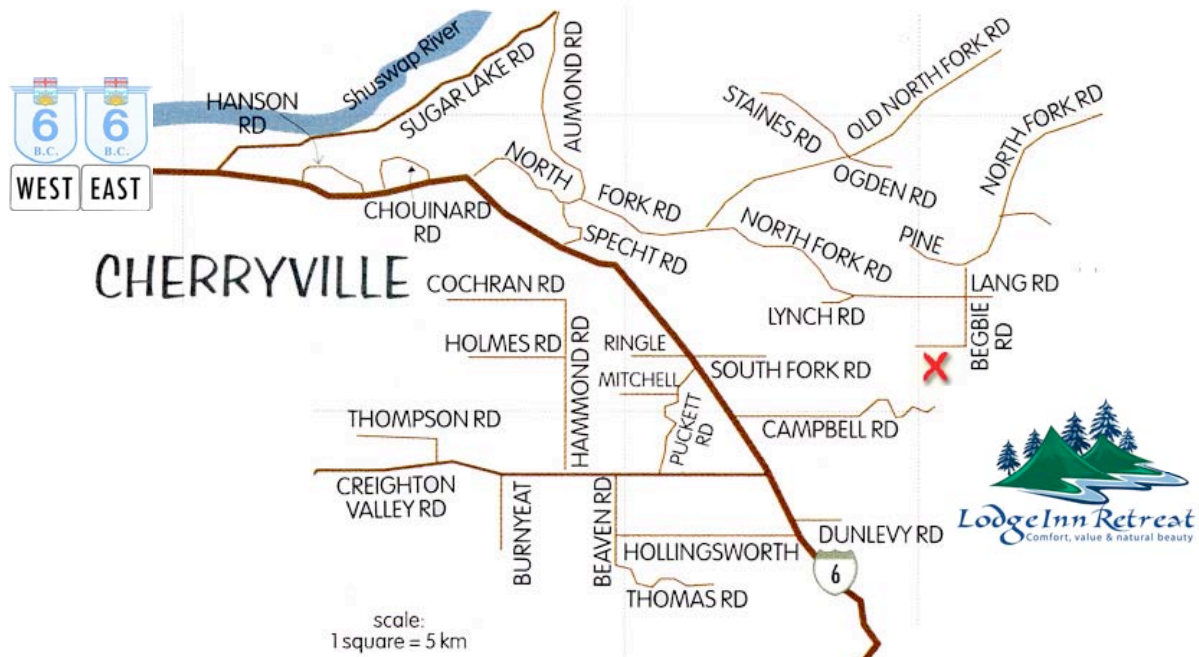 Shuswap River
SUGAR LAKE RD
AUMOND RD
HANSON
RD
6
B.C.
WEST
6
B.C.
EAST
STAINES RD
OLD NORTH FORK RD
OGDEN RD
NORTH FORK RD
NORTH
FORK RD
CHOUINARD
RD
SPECHT RD
NORTH FORK RD
PINE
CHERRYVILLE
COCHRAN RD
LANG RD
LYNCH RD
BEGBIE
RD
HOLMES RD
HAMMOND RD
RINGLE
SOUTH FORK RD
MITCHELL
PUCKETT
RD
X
THOMPSON RD
CAMPBELL RD
CREIGHTON
VALLEY RD
BURNYEAT
BEAVEN RD
LodgeInn Retreat
Comfort, value & natural beauty
DUNLEVY RD
HOLLINGSWORTH
6
THOMAS RD
scale:
1 square = 5 km